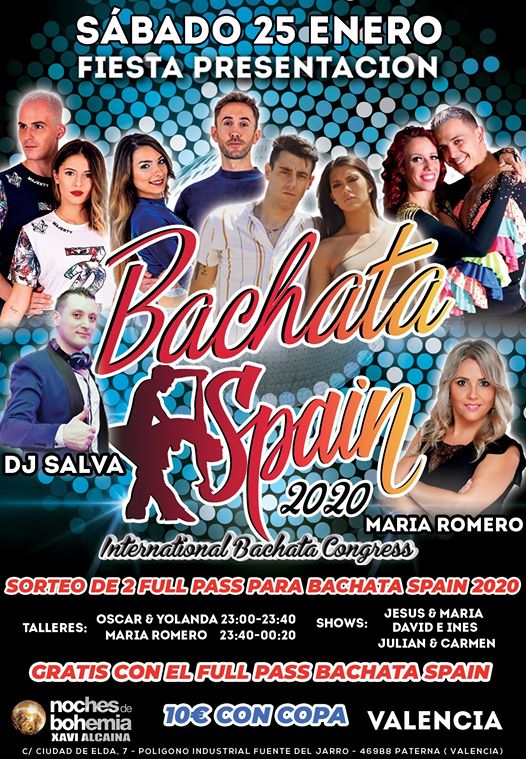 SÁBADO 25 ENERO
FIESTA PRESENTACION
MAJESTY
MAJESTY
Bachata
Spain
2020
DJ SALVA
MARIA ROMERO
International Bachata Congress
SORTEO DE 2 FULL PASS PARA BACHATA SPAIN 2020
TALLERES: OSCAR & YOLANDA 23:00-23:40
MARIA ROMERO 23:40-00:20
SHOWS: JESUS & MARIA
DAVID E INES
JULIAN & CARMEN
GRATIS CON EL FULL PASS BACHATA SPAIN
noches de
bohemia
XAVI ALCAINA
10€ CON COPA
VALENCIA
C/ CIUDAD DE ELDA, 7 - POLIGONO INDUSTRIAL FUENTE DEL JARRO - 46988 PATERNA ( VALENCIA)